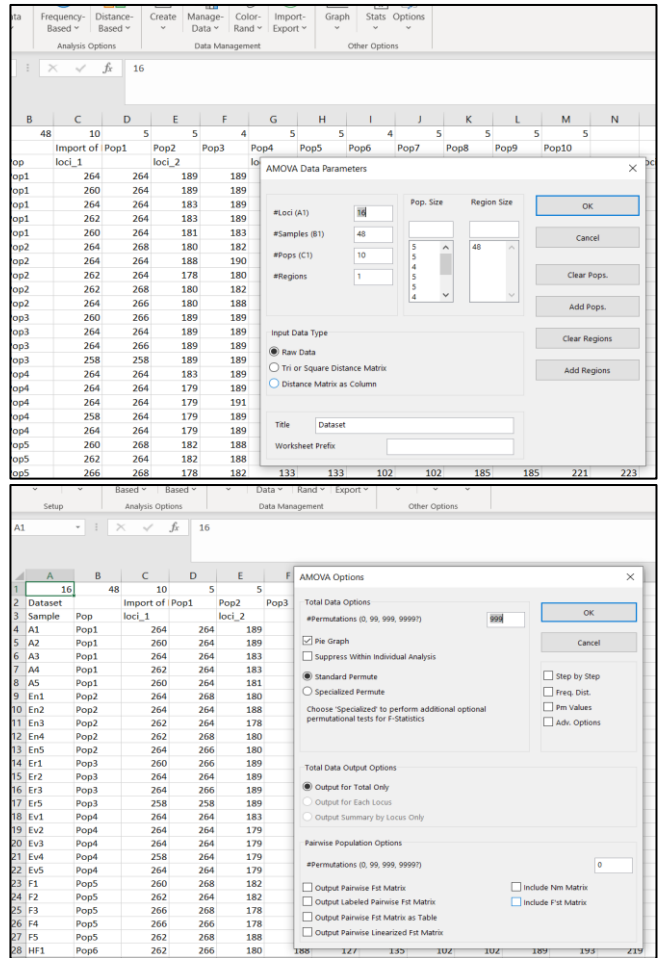 Frequency- Distance- Create Manage- Color- Import- Graph Stats Options
Based Based Data Rand Export
Analysis Options Data Management Other Options
fx 16
B C D E F G H I J K L M N
48 10 5 5 4 5 5 4 5 5 5 5
Import of Pop1 Pop2 Pop3 Pop4 Pop5 Pop6 Pop7 Pop8 Pop9 Pop10
loci_1 loci_2
264 264 189 189
260 264 189 189
264 264 183 189
262 264 183 189
260 264 181 183
264 268 180 182
264 264 188 190
262 264 178 180
262 268 180 182
264 266 180 188
260 266 189 189
264 264 189 189
264 266 189 189
258 258 189 189
264 264 183 189
264 264 179 189
264 264 179 191
258 264 179 189
264 264 179 189
260 268 182 188
262 264 182 188
266 268 178 182 133 133 102 102 185 185 221 223
AMOVA Data Parameters
Pop. Size Region Size
#Loci (A1) 16 OK
#Samples (B1) 48 Cancel
#Pops (C1) 10 Clear Pops.
#Regions 1 Add Pops.
5 48
5
4
5
5
4
Clear Regions
Add Regions
Input Data Type
Raw Data
Tri or Square Distance Matrix
Distance Matrix as Column
Title Dataset
Worksheet Prefix
Based Based Data Rand Export
Setup Analysis Options Data Management Other Options
A1 fx 16
A B C D E F
1 16 48 10 5 5
2 Dataset Import of Pop1 Pop2 Pop3
3 Sample Pop loci_1 loci_2
4 A1 Pop1 264 264 189
5 A2 Pop1 260 264 189
6 A3 Pop1 264 264 183
7 A4 Pop1 262 264 183
8 A5 Pop1 260 264 181
9 En1 Pop2 264 268 180
10 En2 Pop2 264 264 188
11 En3 Pop2 262 264 178
12 En4 Pop2 262 268 180
13 En5 Pop2 264 266 180
14 Er1 Pop3 260 266 189
15 Er2 Pop3 264 264 189
16 Er3 Pop3 264 266 189
17 Er5 Pop3 258 258 189
18 Ev1 Pop4 264 264 183
19 Ev2 Pop4 264 264 179
20 Ev3 Pop4 264 264 179
21 Ev4 Pop4 258 264 179
22 Ev5 Pop4 264 264 179
23 F1 Pop5 260 268 182
24 F2 Pop5 262 264 182
25 F3 Pop5 266 268 178
26 F4 Pop5 266 266 178
27 F5 Pop5 262 268 188
28 HF1 Pop6 262 266 180 188 127 135 102 102 189 193 219
AMOVA Options
Total Data Options
#Permutations (0, 99, 999, 9999?) 999
OK
Pie Graph
Cancel
Suppress Within Individual Analysis
Standard Permute
Step by Step
Specialized Permute
Freq. Dist.
Choose 'Specialized' to perform additional optional
permutational tests for F-Statistics
Pm Values
Adv. Options
Total Data Output Options
Output for Total Only
Output for Each Locus
Output Summary by Locus Only
Pairwise Population Options
#Permutations (0, 99, 999, 9999?) 0
Output Pairwise Fst Matrix Include Nm Matrix
Output Labeled Pairwise Fst Matrix Include F'st Matrix
Output Pairwise Fst Matrix as Table
Output Pairwise Linearized Fst Matrix